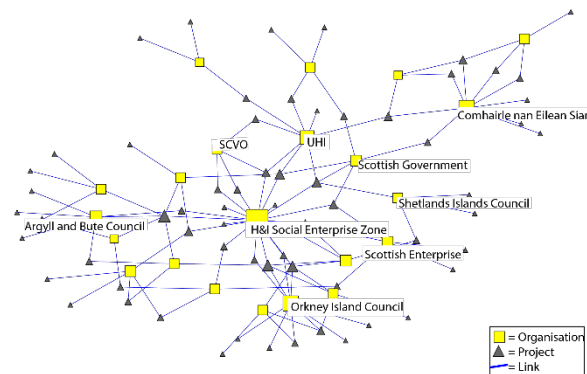 Comhairle nan Eilean Siar
SCVO
UHI
Scottish Government
Shetlands Islands Council
Argyll and Bute Council
H&I Social Enterprise Zone
Scottish Enterprise
Orkney Island Council
= Organisation
= Project
= Link